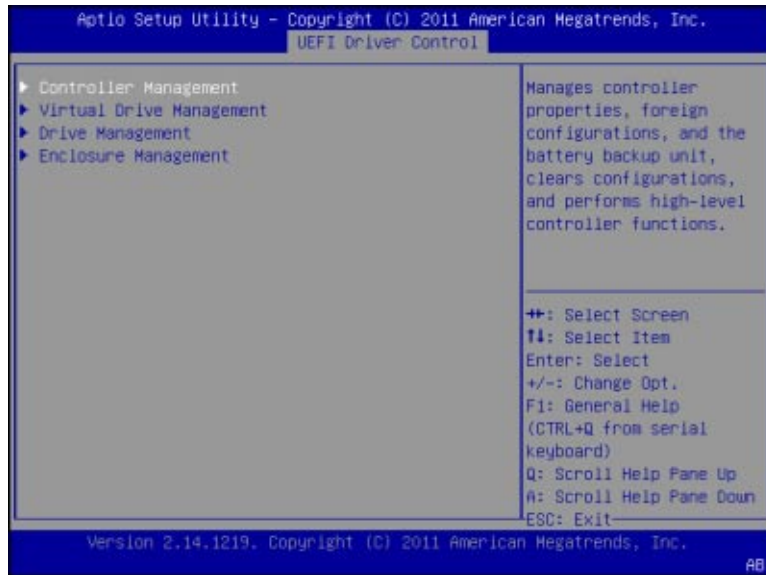 Aptio Setup Utility – Copyright (C) 2011 American Megatrends, Inc.
UEFI Driver Control
Controller Management
Virtual Drive Management
Drive Management
Enclosure Management
Manages controller
properties, foreign
configurations, and the
battery backup unit,
clears configurations,
and performs high-level
controller functions.
→←: Select Screen
↑↓: Select Item
Enter: Select
+/-: Change Opt.
F1: General Help
(CTRL+Q from serial
keyboard)
Q: Scroll Help Pane Up
A: Scroll Help Pane Down
ESC: Exit
Version 2.14.1219. Copyright (C) 2011 American Megatrends, Inc.
AB